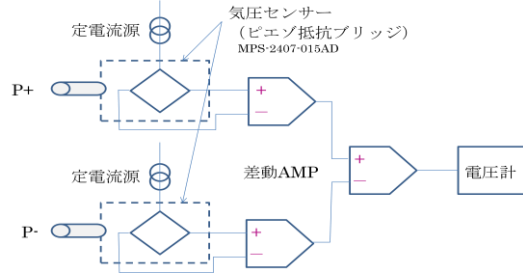 定電流源
気圧センサー
（ピエゾ抵抗ブリッジ）
MPS-2407-015AD
P+
+
−
定電流源
差動AMP
+
−
電圧計
P-
+
−